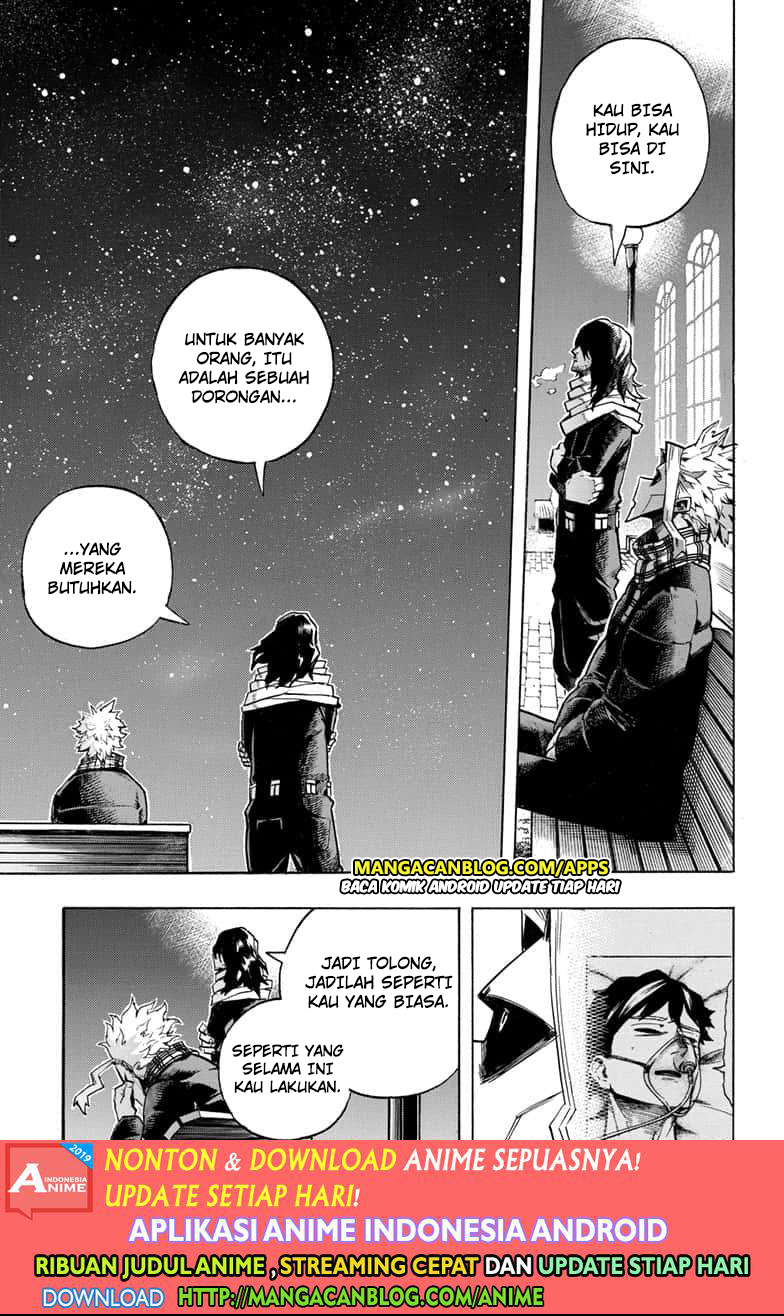 KAU BISA
HIDUP, KAU
BISA DI
SINI.
UNTUK BANYAK
ORANG, ITU
ADALAH SEBUAH
DORONGAN...
...YANG
MEREKA
BUTUHKAN.
MANGACANBLOG.COM/APPS
BACA KOMIK ANDROID UPDATE TIAP HARI
JADI TOLONG,
JADILAH SEPERTI
KAU YANG BIASA.
SEPERTI YANG
SELAMA INI
KAU LAKUKAN.
2019
INDONESIA
ANIME
NONTON & DOWNLOAD ANIME SEPUASNYA!
UPDATE SETIAP HARI!
APLIKASI ANIME INDONESIA ANDROID
RIBUAN JUDUL ANIME , STREAMING CEPAT DAN UPDATE STIAP HARI
DOWNLOAD HTTP://MANGACANBLOG.COM/ANIME